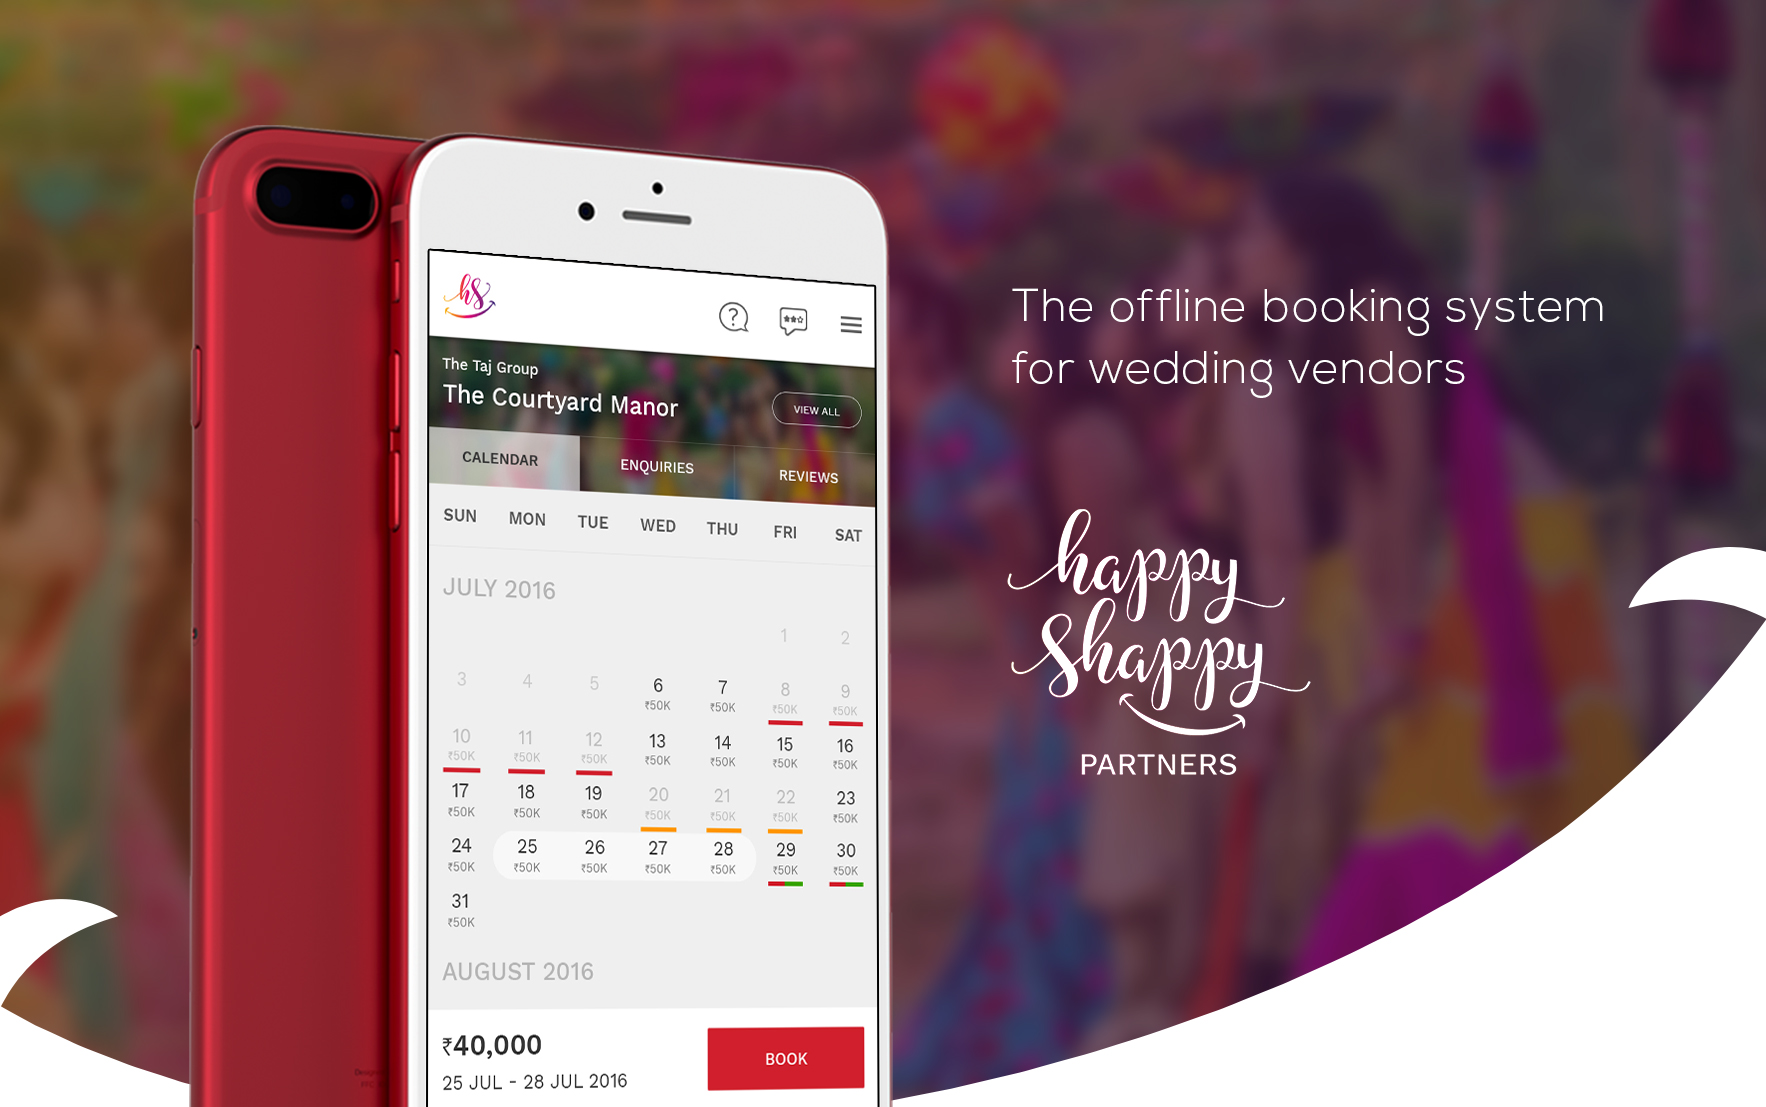 The offline booking system
for wedding vendors
happy
shappy
PARTNERS
hs
The Taj Group
The Courtyard Manor
VIEW ALL
CALENDAR ENQUIRIES REVIEWS
SUN MON TUE WED THU FRI SAT
JULY 2016
1 2
3 4 5 6 7 8 9
₹50K ₹50K ₹50K ₹50K
10 11 12 13 14 15 16
₹50K ₹50K ₹50K ₹50K ₹50K ₹50K ₹50K
17 18 19 20 21 22 23
₹50K ₹50K ₹50K ₹50K ₹50K ₹50K ₹50K
24 25 26 27 28 29 30
₹50K ₹50K ₹50K ₹50K ₹50K ₹50K ₹50K
31
₹50K
AUGUST 2016
₹40,000
25 JUL - 28 JUL 2016
BOOK